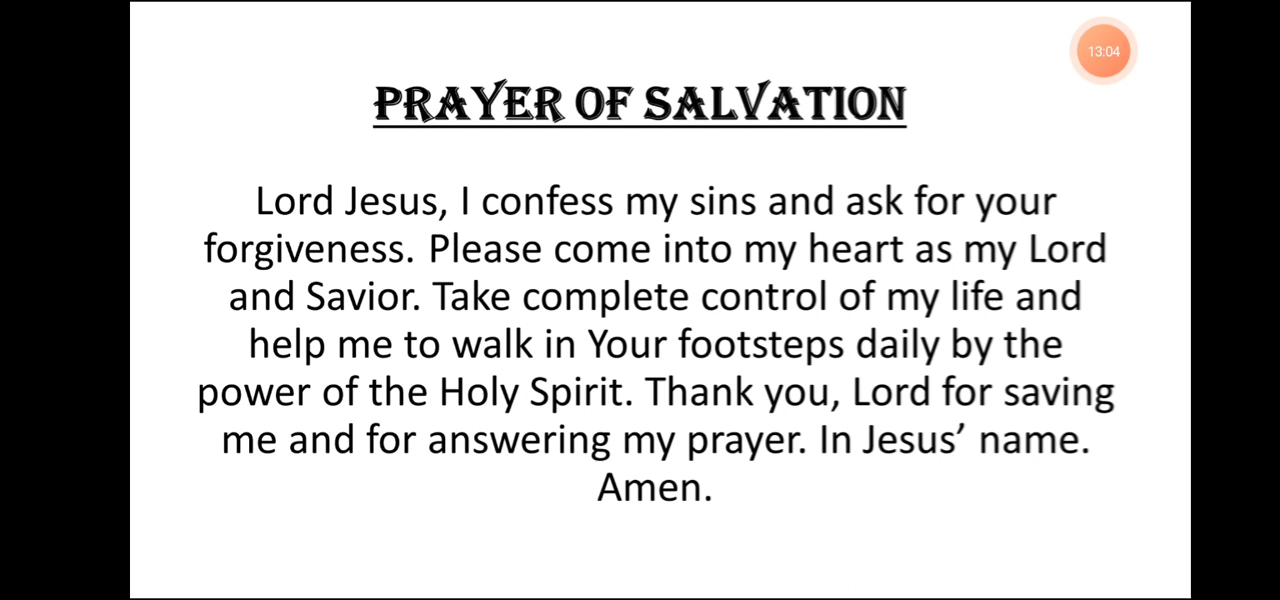 13:04
PRAYER OF SALVATION
Lord Jesus, I confess my sins and ask for your
forgiveness. Please come into my heart as my Lord
and Savior. Take complete control of my life and
help me to walk in Your footsteps daily by the
power of the Holy Spirit. Thank you, Lord for saving
me and for answering my prayer. In Jesus’ name.
Amen.